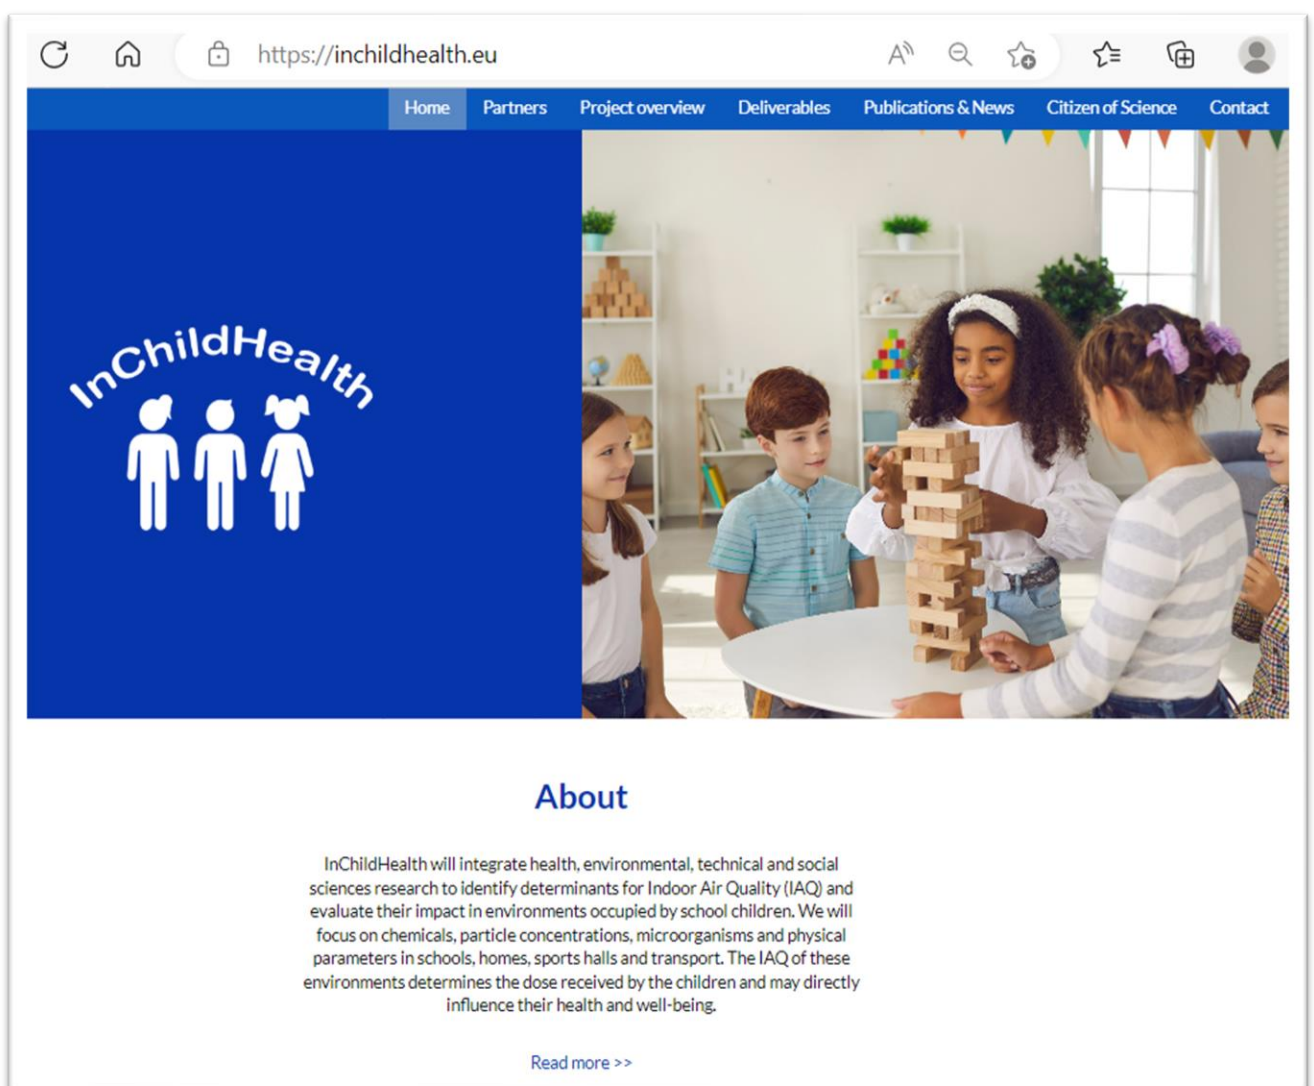 https://inchildhealth.eu
Home Partners Project overview Deliverables Publications & News Citizen of Science Contact
InChildHealth
About
InChildHealth will integrate health, environmental, technical and social
sciences research to identify determinants for Indoor Air Quality (IAQ) and
evaluate their impact in environments occupied by school children. We will
focus on chemicals, particle concentrations, microorganisms and physical
parameters in schools, homes, sports halls and transport. The IAQ of these
environments determines the dose received by the children and may directly
influence their health and well-being.
Read more >>